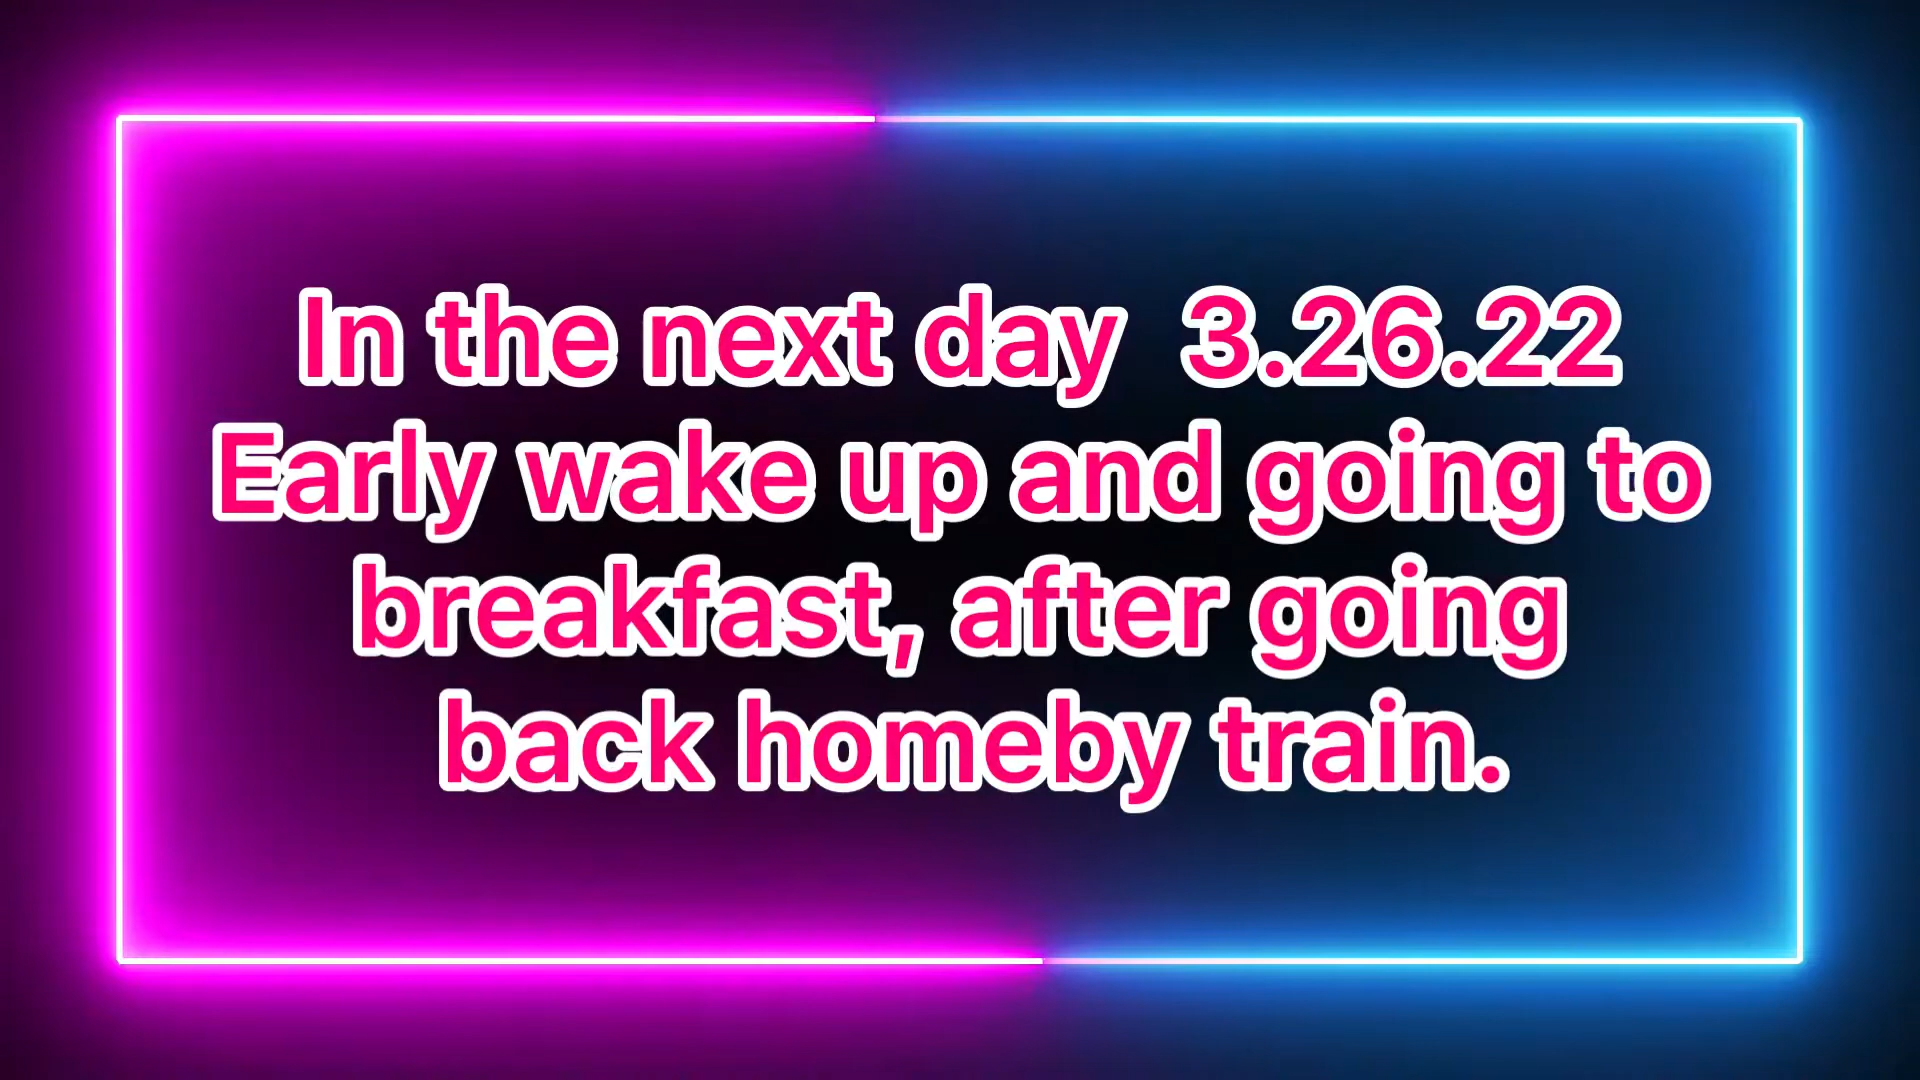 In the next day  3.26.22
Early wake up and going to
breakfast, after going
back homeby train.